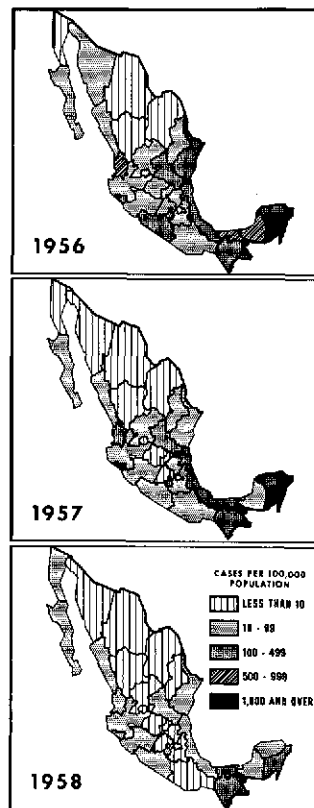 1956
1957
CASES PER 100,000
POPULATION
LESS THAN 10
10 - 99
100 - 499
500 - 999
1,000 AND OVER
1958